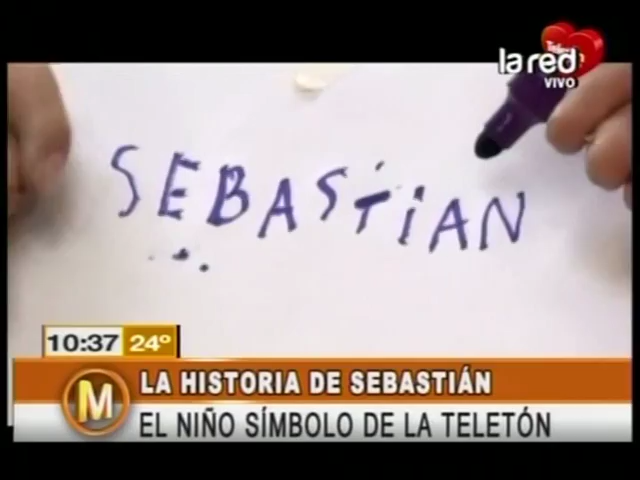 la red
VIVO
SEBASTIAN
10:37 24º
M
LA HISTORIA DE SEBASTIÁN
EL NIÑO SÍMBOLO DE LA TELETÓN